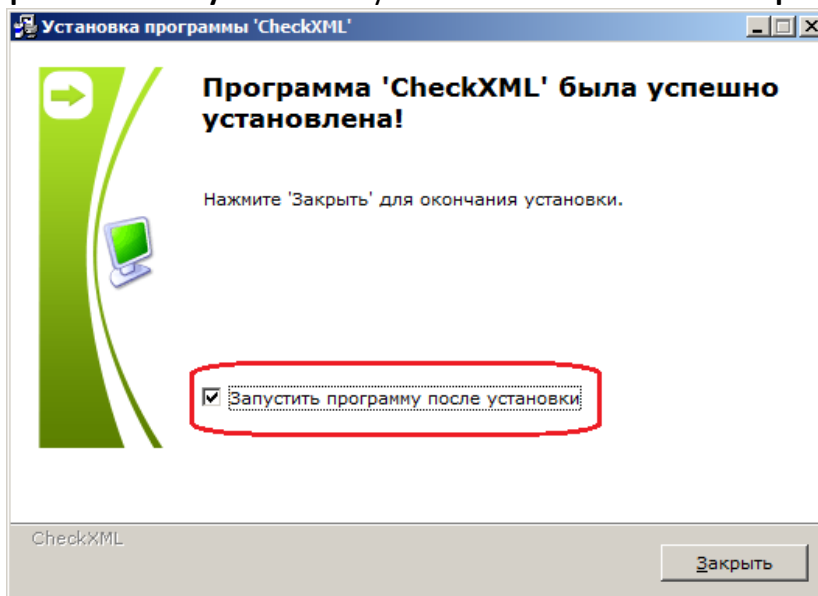 Установка программы 'CheckXML'
Программа 'CheckXML' была успешно
установлена!
Нажмите 'Закрыть' для окончания установки.
Запустить программу после установки
CheckXML
Закрыть